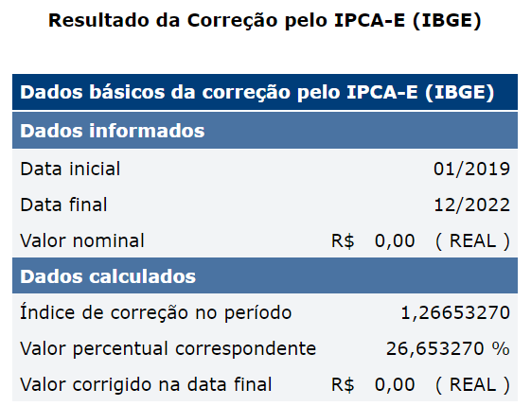 Resultado da Correção pelo IPCA-E (IBGE)
Dados básicos da correção pelo IPCA-E (IBGE)
Dados informados
Data inicial 01/2019
Data final 12/2022
Valor nominal R$ 0,00 ( REAL )
Dados calculados
Índice de correção no período 1,26653270
Valor percentual correspondente 26,653270 %
Valor corrigido na data final R$ 0,00 ( REAL )